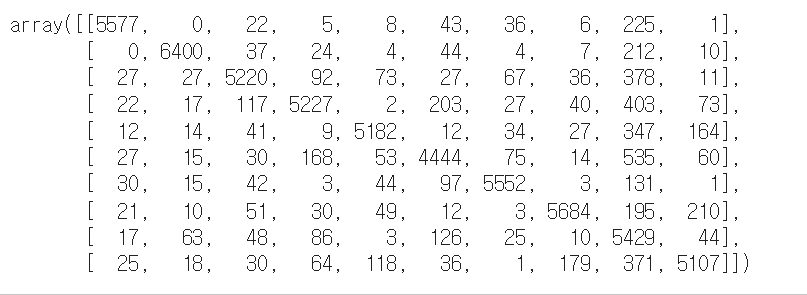 array([[5577, 0, 22, 5, 8, 43, 36, 6, 225, 1],
[ 0, 6400, 37, 24, 4, 44, 4, 7, 212, 10],
[ 27, 27, 5220, 92, 73, 27, 67, 36, 378, 11],
[ 22, 17, 117, 5227, 2, 203, 27, 40, 403, 73],
[ 12, 14, 41, 9, 5182, 12, 34, 27, 347, 164],
[ 27, 15, 30, 168, 53, 4444, 75, 14, 535, 60],
[ 30, 15, 42, 3, 44, 97, 5552, 3, 131, 1],
[ 21, 10, 51, 30, 49, 12, 3, 5684, 195, 210],
[ 17, 63, 48, 86, 3, 126, 25, 10, 5429, 44],
[ 25, 18, 30, 64, 118, 36, 1, 179, 371, 5107]])